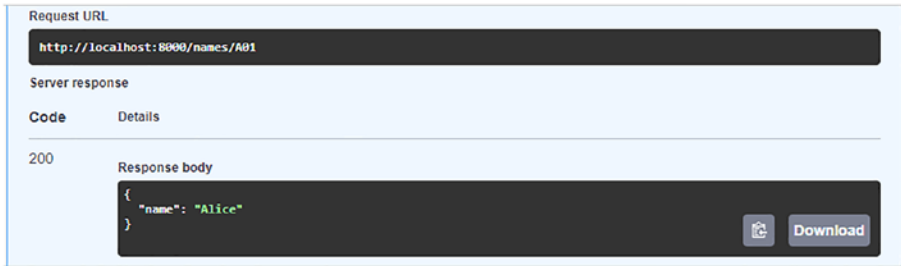 Request URL
http://localhost:8000/names/A01
Server response
Code Details
200
Response body
{
"name": "Alice"
}
Download